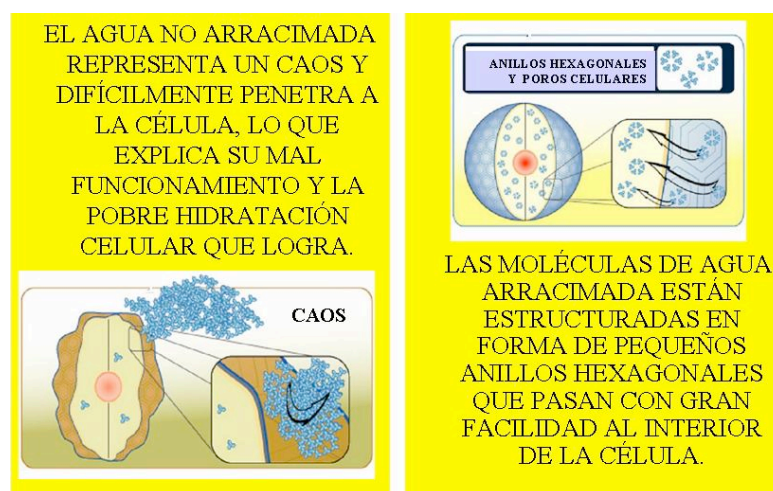 EL AGUA NO ARRACIMADA
REPRESENTA UN CAOS Y
DIFÍCILMENTE PENETRA A
LA CÉLULA, LO QUE
EXPLICA SU MAL
FUNCIONAMIENTO Y LA
POBRE HIDRATACIÓN
CELULAR QUE LOGRA.
CAOS
ANILLOS HEXAGONALES
Y POROS CELULARES
LAS MOLÉCULAS DE AGUA
ARRACIMADA ESTÁN
ESTRUCTURADAS EN
FORMA DE PEQUEÑOS
ANILLOS HEXAGONALES
QUE PASAN CON GRAN
FACILIDAD AL INTERIOR
DE LA CÉLULA.